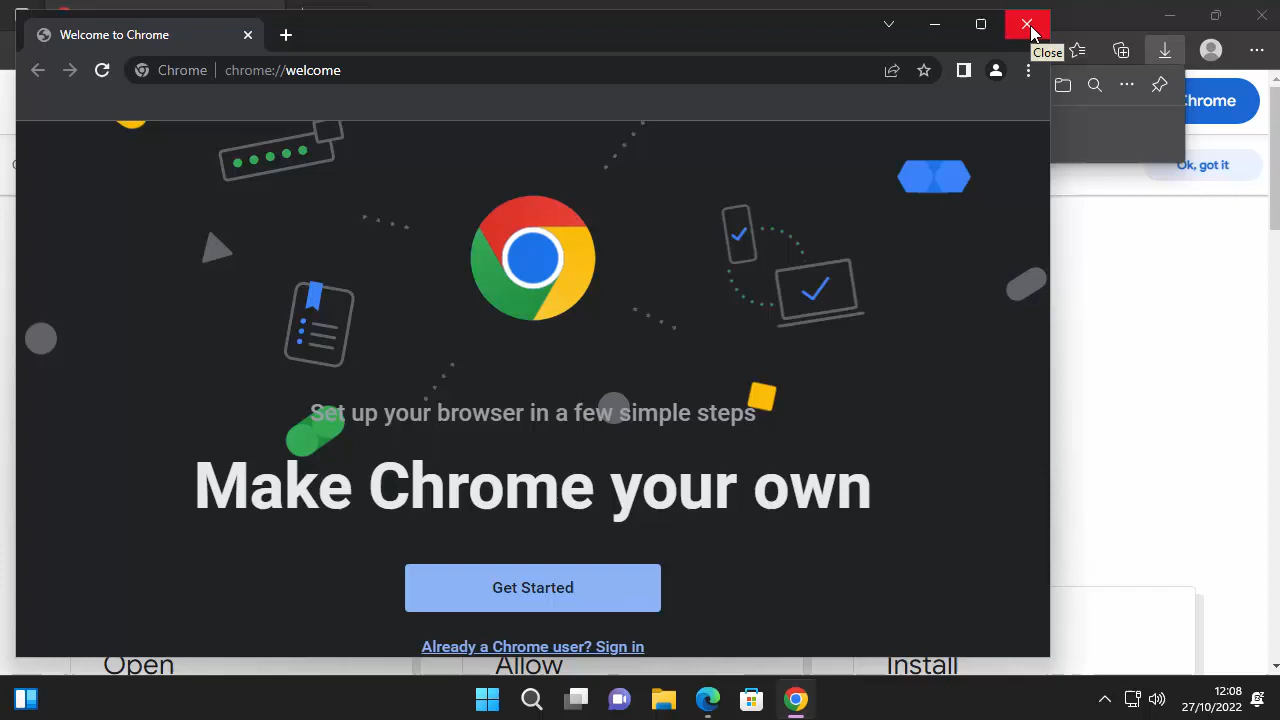 Welcome to Chrome
Close
Chrome
chrome://welcome
Chrome
Ok, got it
Set up your browser in a few simple steps
Make Chrome your own
Get Started
Already a Chrome user? Sign in
Open
Allow
Install
12:08
27/10/2022